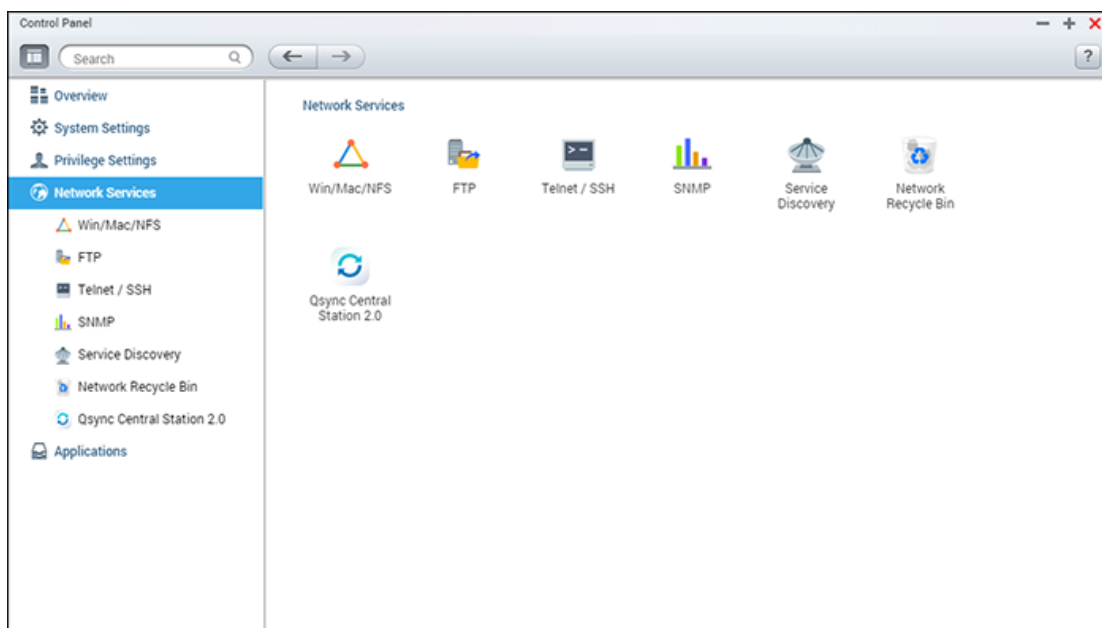 Control Panel
Search
?
Overview
System Settings
Privilege Settings
Network Services
Win/Mac/NFS
FTP
Telnet / SSH
SNMP
Service Discovery
Network Recycle Bin
Qsync Central Station 2.0
Applications
Network Services
Win/Mac/NFS
FTP
Telnet / SSH
SNMP
Service
Discovery
Network
Recycle Bin
Qsync Central
Station 2.0